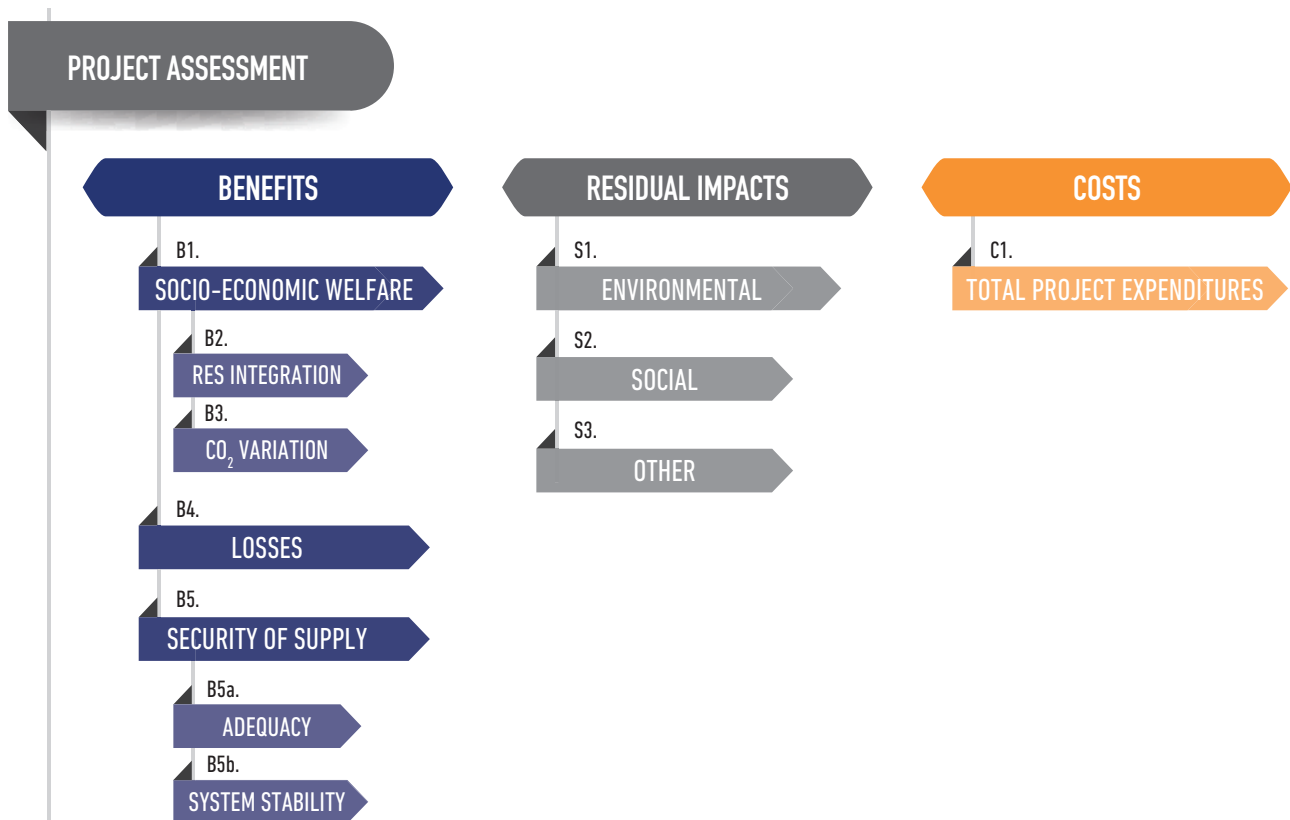 PROJECT ASSESSMENT
BENEFITS
B1.
SOCIO-ECONOMIC WELFARE
B2.
RES INTEGRATION
B3.
CO₂ VARIATION
B4.
LOSSES
B5.
SECURITY OF SUPPLY
B5a.
ADEQUACY
B5b.
SYSTEM STABILITY
RESIDUAL IMPACTS
S1.
ENVIRONMENTAL
S2.
SOCIAL
S3.
OTHER
COSTS
C1.
TOTAL PROJECT EXPENDITURES